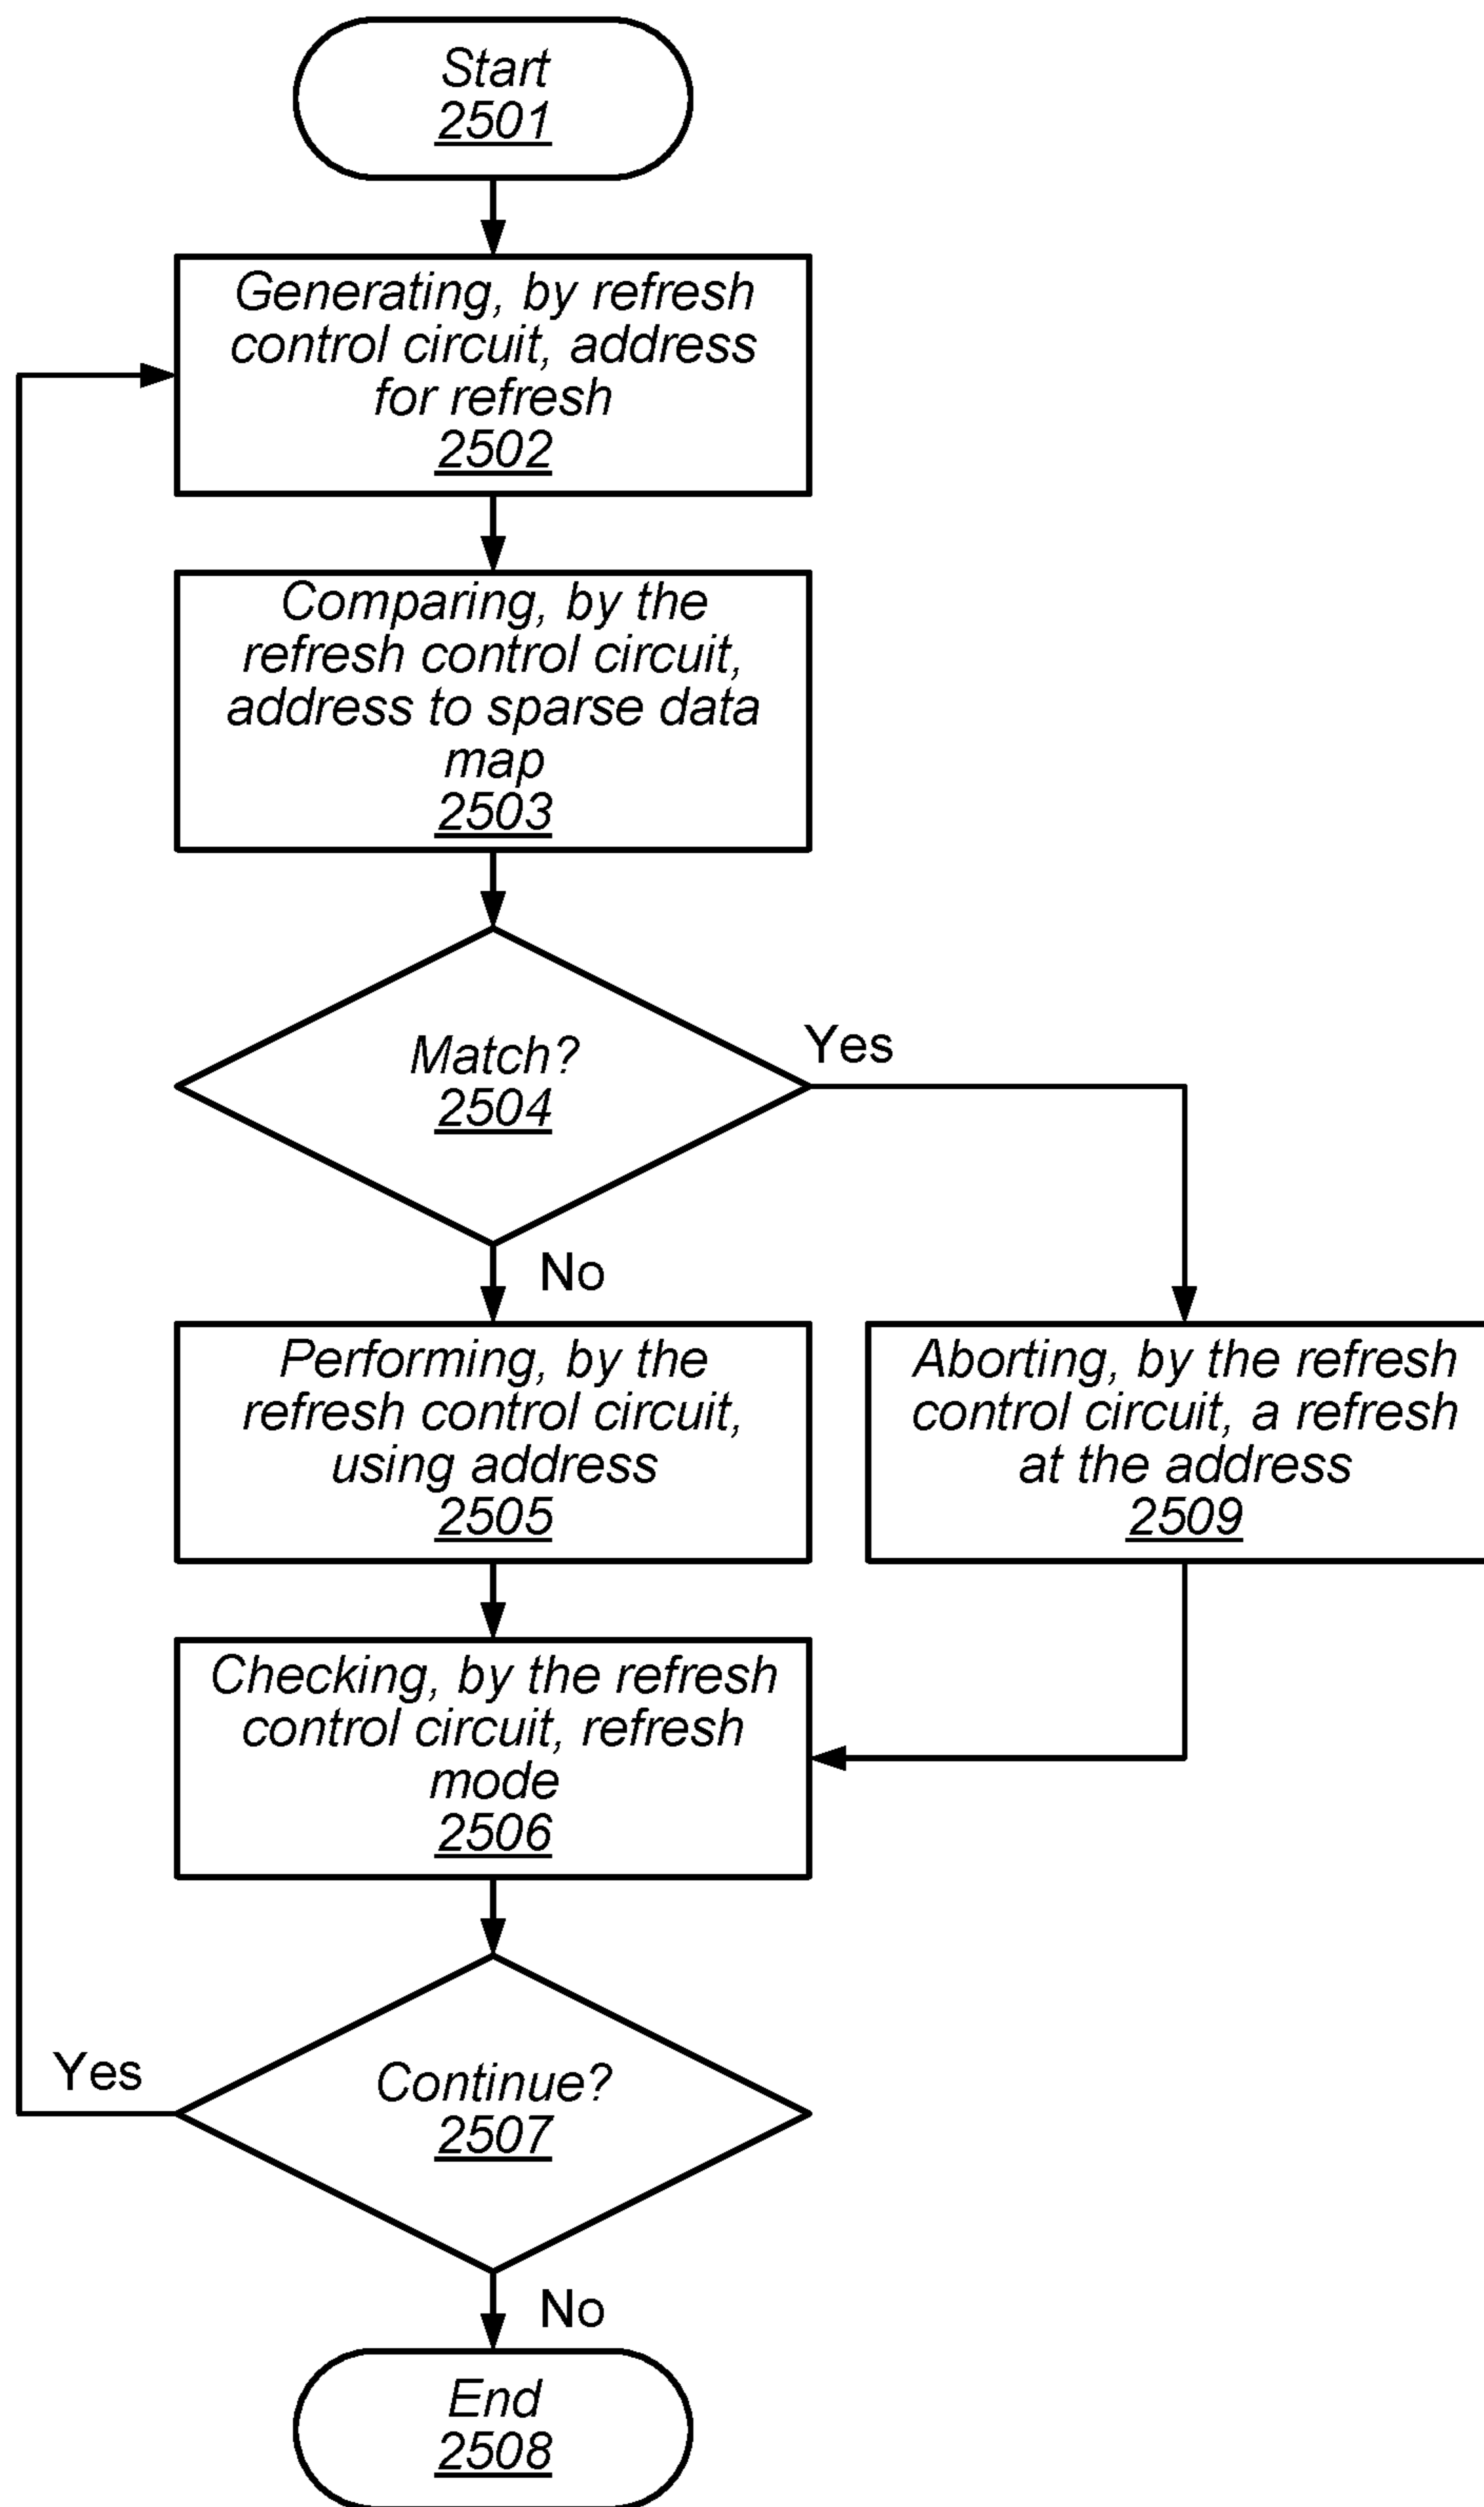 Start
2501
Generating, by refresh
control circuit, address
for refresh
2502
Comparing, by the
refresh control circuit,
address to sparse data
map
2503
Match?
2504
Yes
No
Performing, by the
refresh control circuit,
using address
2505
Aborting, by the refresh
control circuit, a refresh
at the address
2509
Checking, by the refresh
control circuit, refresh
mode
2506
Continue?
2507
Yes
No
End
2508